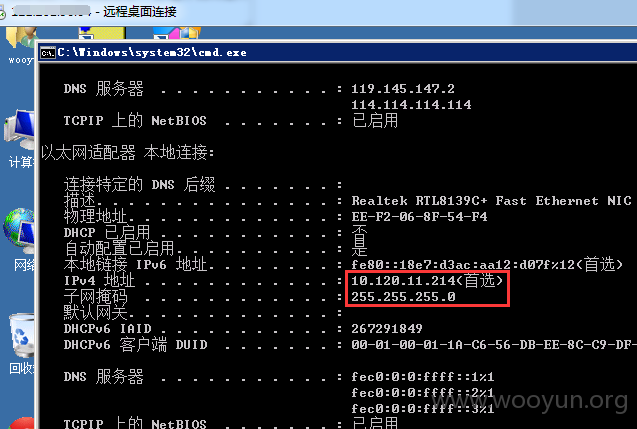 - 远程桌面连接
C:\Windows\system32\cmd.exe
DNS 服务器 . . . . . . . . . . . : 119.145.147.2
114.114.114.114
TCPIP 上的 NetBIOS . . . . . . . : 已启用
以太网适配器 本地连接:
连接特定的 DNS 后缀 . . . . . . . :
描述. . . . . . . . . . . . . . . : Realtek RTL8139C+ Fast Ethernet NIC
物理地址. . . . . . . . . . . . . : EE-F2-06-8F-54-F4
DHCP 已启用 . . . . . . . . . . . : 否
自动配置已启用. . . . . . . . . . : 是
本地链接 IPv6 地址. . . . . . . . : fe80::18e7:d3ac:aa12:d07f%12(首选)
IPv4 地址 . . . . . . . . . . . . : 10.120.11.214(首选)
子网掩码 . . . . . . . . . . . . : 255.255.255.0
默认网关. . . . . . . . . . . . . :
DHCPv6 IAID . . . . . . . . . . . : 267291849
DHCPv6 客户端 DUID . . . . . . . : 00-01-00-01-1A-C6-56-DB-EE-8C-C9-DF-
DNS 服务器 . . . . . . . . . . . : fec0:0:0:ffff::1%1
fec0:0:0:ffff::2%1
fec0:0:0:ffff::3%1
TCPIP 上的 NetBIOS . . . . . . . : 已启用
wooy
计算
网络
回收
www.wooyun.org